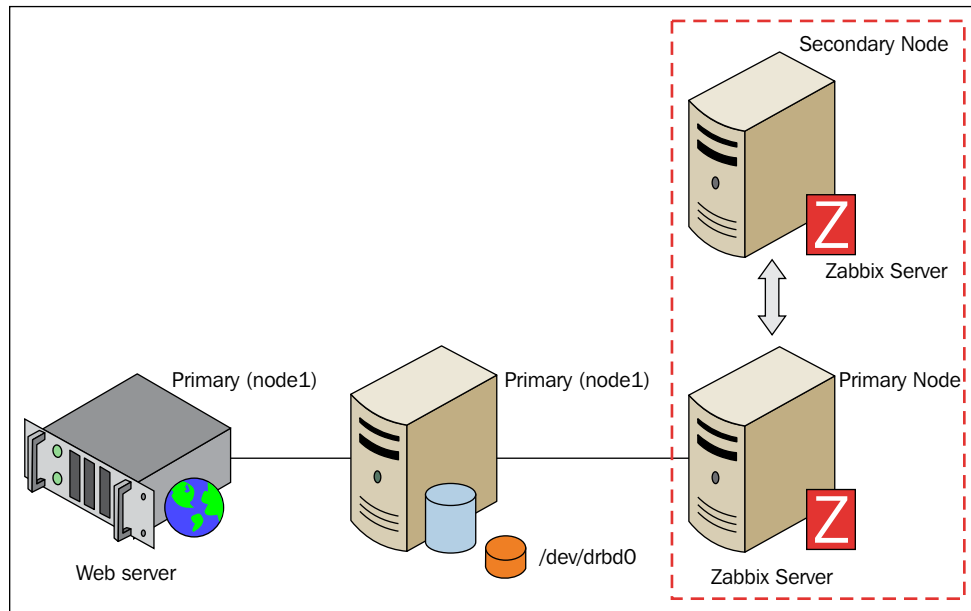 Secondary Node
Z
Zabbix Server
Primary (node1)
Primary (node1)
Primary Node
Z
/dev/drbd0
Web server
Zabbix Server